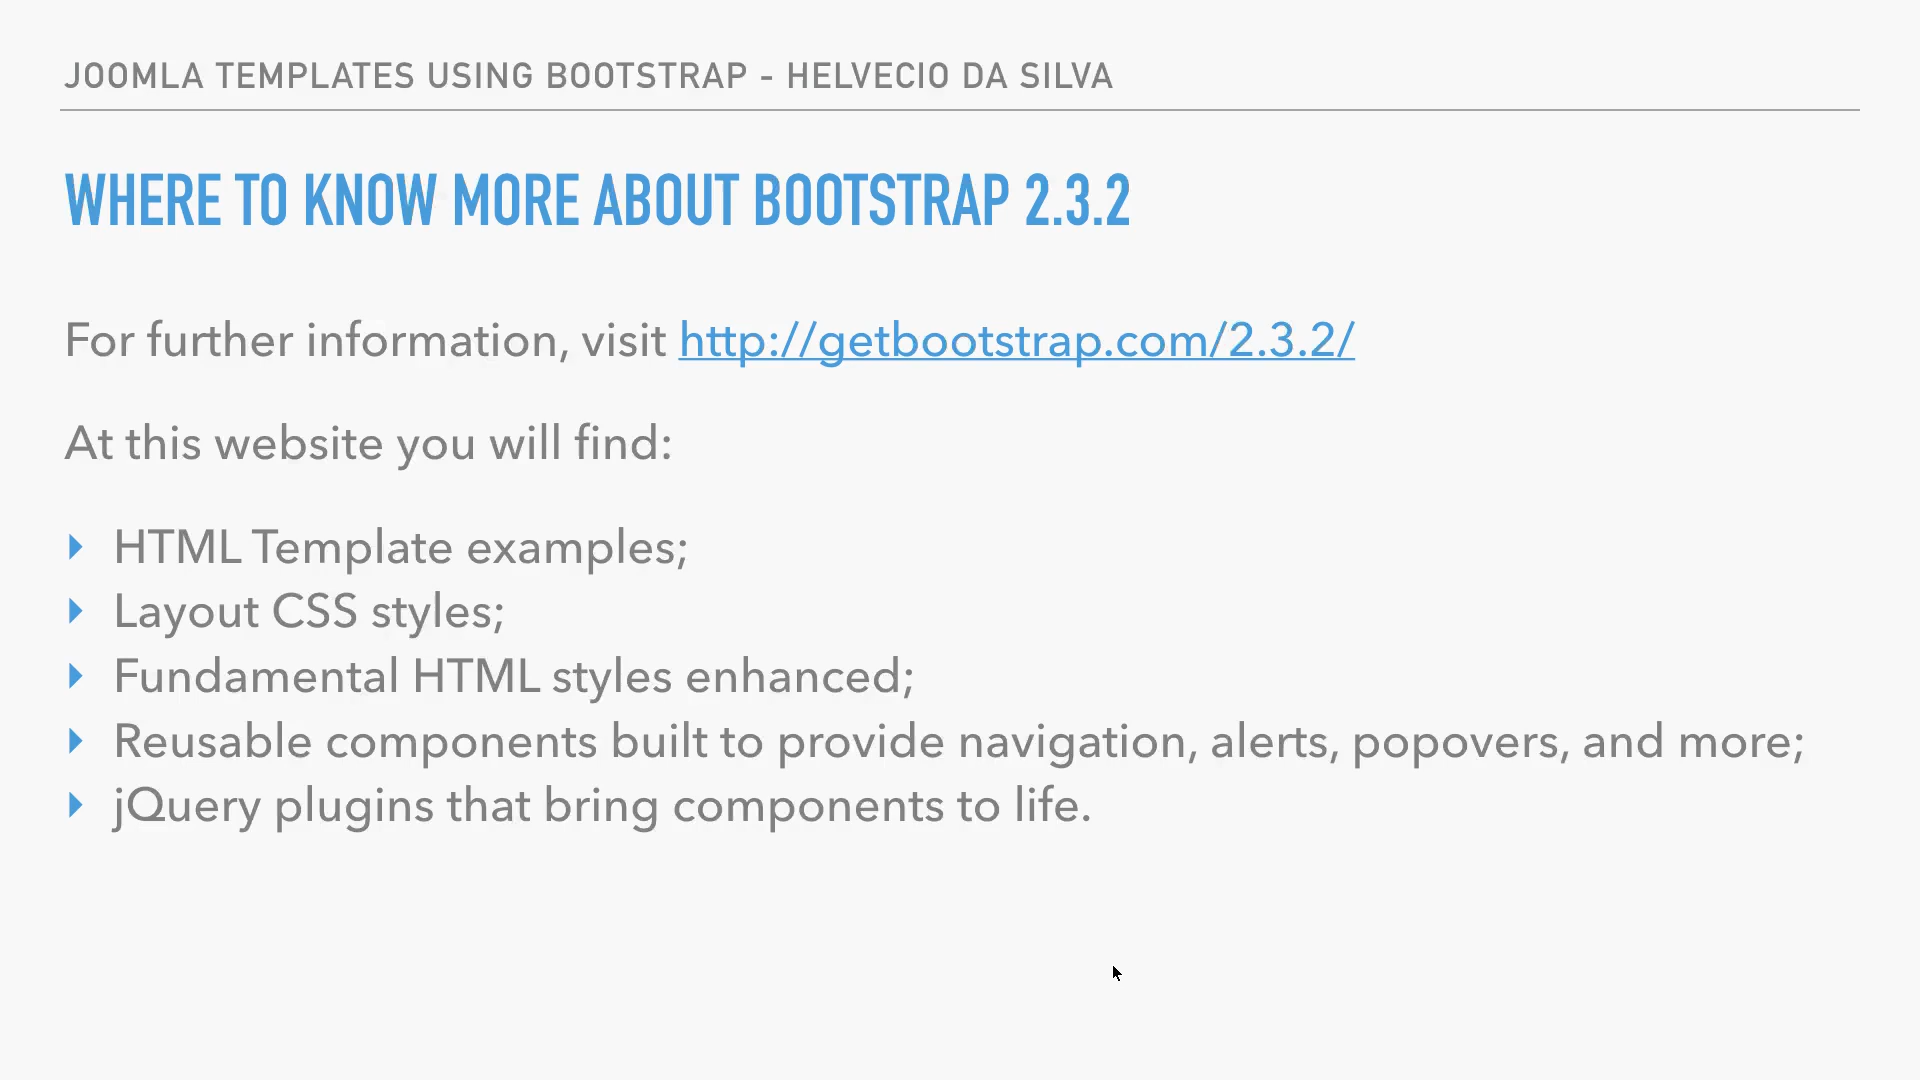 JOOMLA TEMPLATES USING BOOTSTRAP - HELVECIO DA SILVA
WHERE TO KNOW MORE ABOUT BOOTSTRAP 2.3.2
For further information, visit http://getbootstrap.com/2.3.2/
At this website you will find:
HTML Template examples;
Layout CSS styles;
Fundamental HTML styles enhanced;
Reusable components built to provide navigation, alerts, popovers, and more;
jQuery plugins that bring components to life.